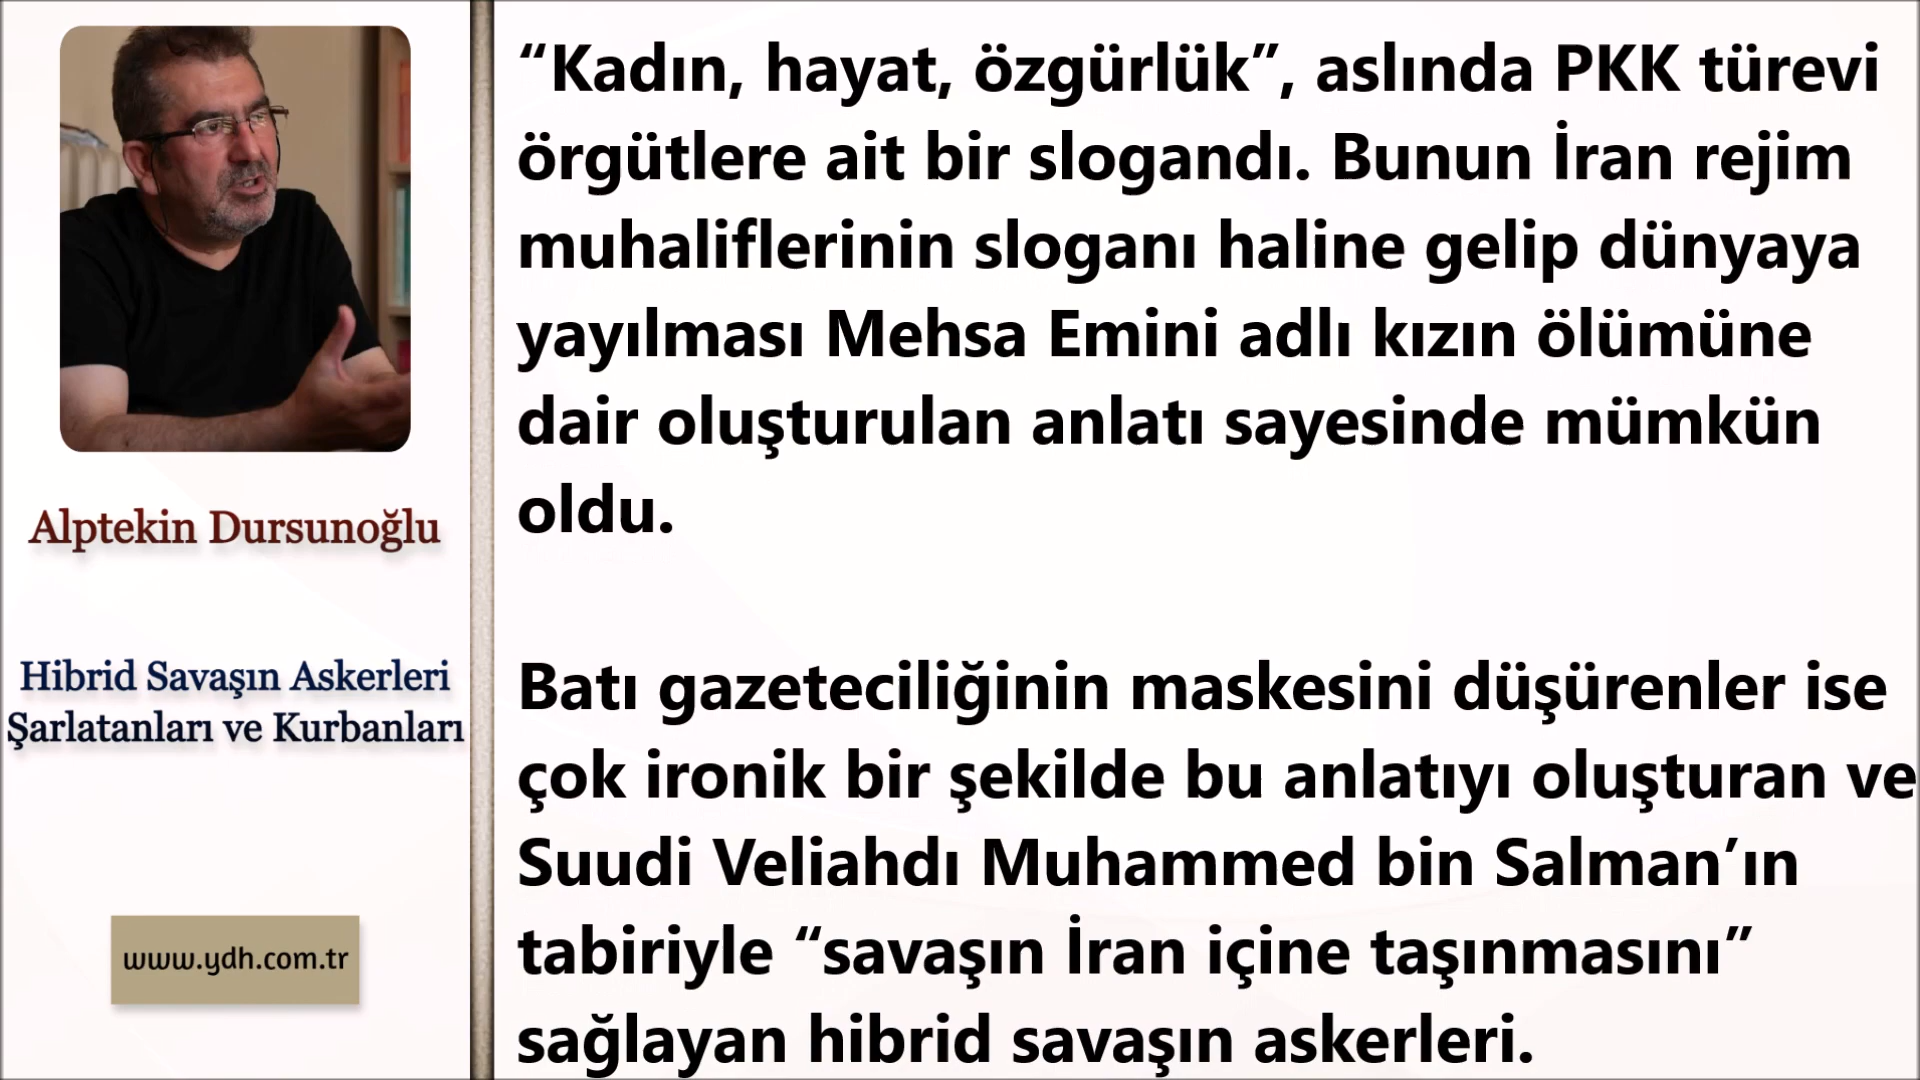 Alptekin Dursunoğlu
Hibrid Savaşın Askerleri
Şarlatanları ve Kurbanları
www.ydh.com.tr
“Kadın, hayat, özgürlük”, aslında PKK türevi
örgütlere ait bir slogandı. Bunun İran rejim
muhaliflerinin sloganı haline gelip dünyaya
yayılması Mehsa Emini adlı kızın ölümüne
dair oluşturulan anlatı sayesinde mümkün
oldu.
Batı gazeteciliğinin maskesini düşürenler ise
çok ironik bir şekilde bu anlatıyı oluşturan ve
Suudi Veliahdı Muhammed bin Salman’ın
tabiriyle “savaşın İran içine taşınmasını”
sağlayan hibrid savaşın askerleri.